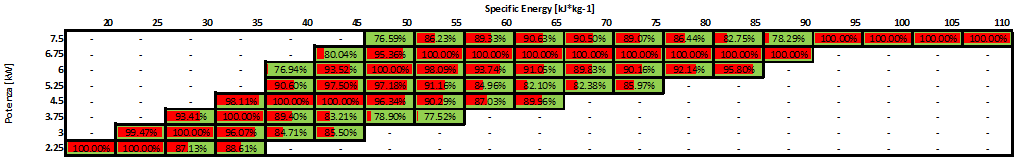 Specific Energy [kJ*kg-1]
20 25 30 35 40 45 50 55 60 65 70 75 80 85 90 95 100 105 110
Potenza [kW]
7.5 - - - - - - 76.59% 86.23% 89.33% 90.63% 90.50% 89.07% 86.44% 82.75% 78.29% 100.00% 100.00% 100.00% 100.00%
6.75 - - - - - 80.04% 95.36% 100.00% 100.00% 100.00% 100.00% 100.00% 100.00% 100.00% 100.00% - - - -
6 - - - - 76.94% 93.52% 100.00% 98.09% 93.74% 91.05% 89.63% 90.16% 92.14% 95.80% - - - - -
5.25 - - - - 90.60% 97.50% 97.18% 91.16% 84.96% 82.10% 82.38% 85.97% - - - - - - -
4.5 - - - 98.11% 100.00% 100.00% 96.34% 90.29% 87.03% 89.96% - - - - - - - - -
3.75 - - 93.41% 100.00% 89.40% 83.21% 78.90% 77.52% - - - - - - - - - - -
3 - 99.47% 100.00% 96.07% 84.71% 85.50% - - - - - - - - - - - - -
2.25 100.00% 100.00% 87.13% 88.61% - - - - - - - - - - - - - - -